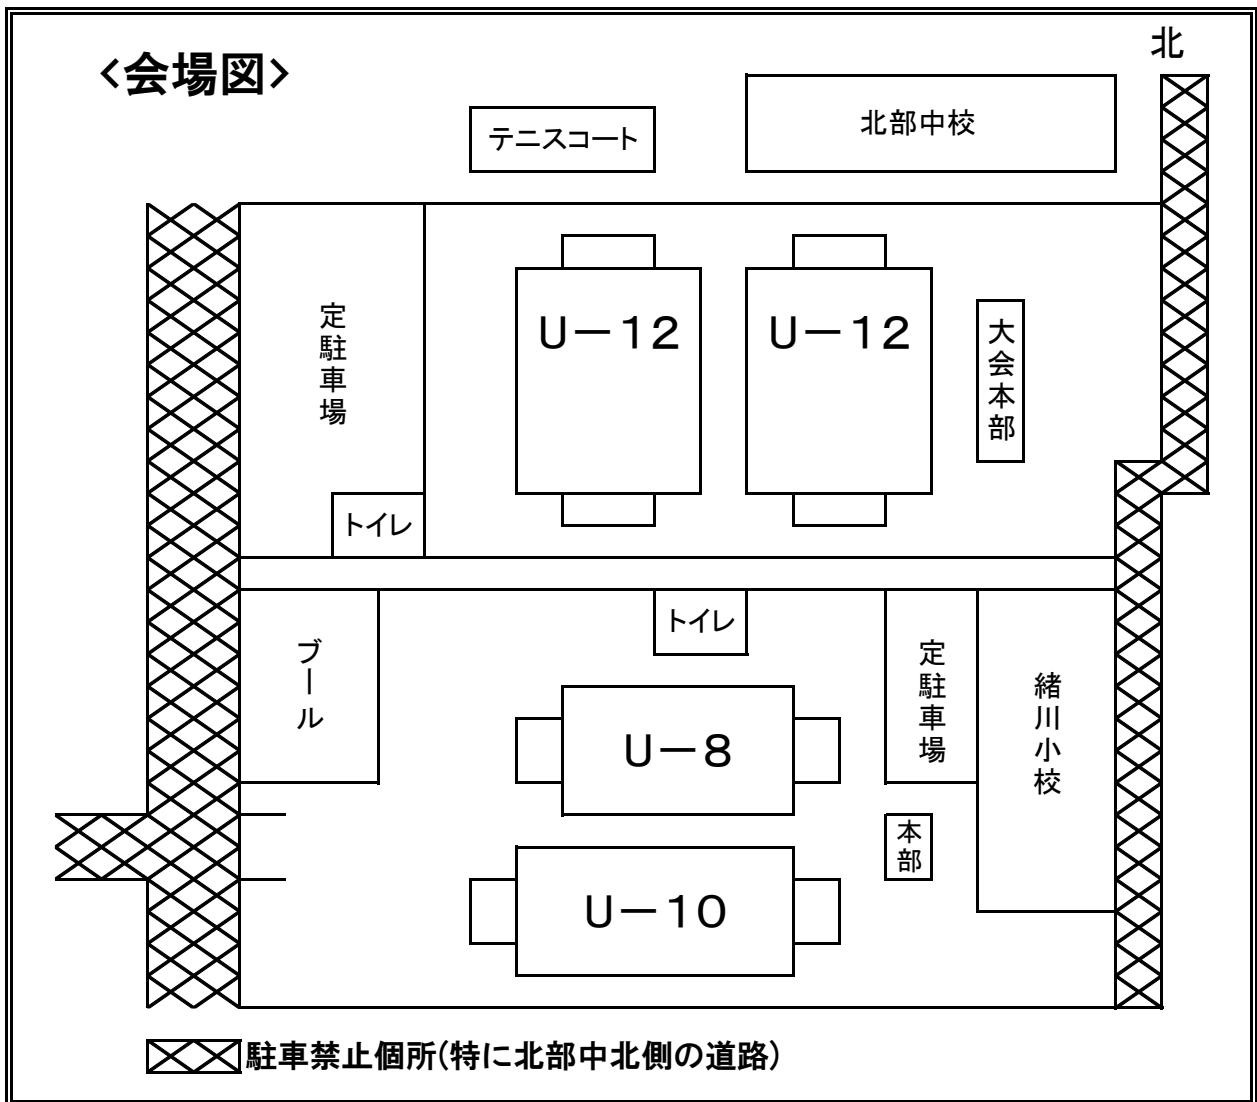 <会場図>
北
テニスコート
北部中校
U－12
U－12
定駐車場
大会本部
トイレ
トイレ
プール
定駐車場
緒川小校
U－8
本部
U－10
駐車禁止個所(特に北部中北側の道路)